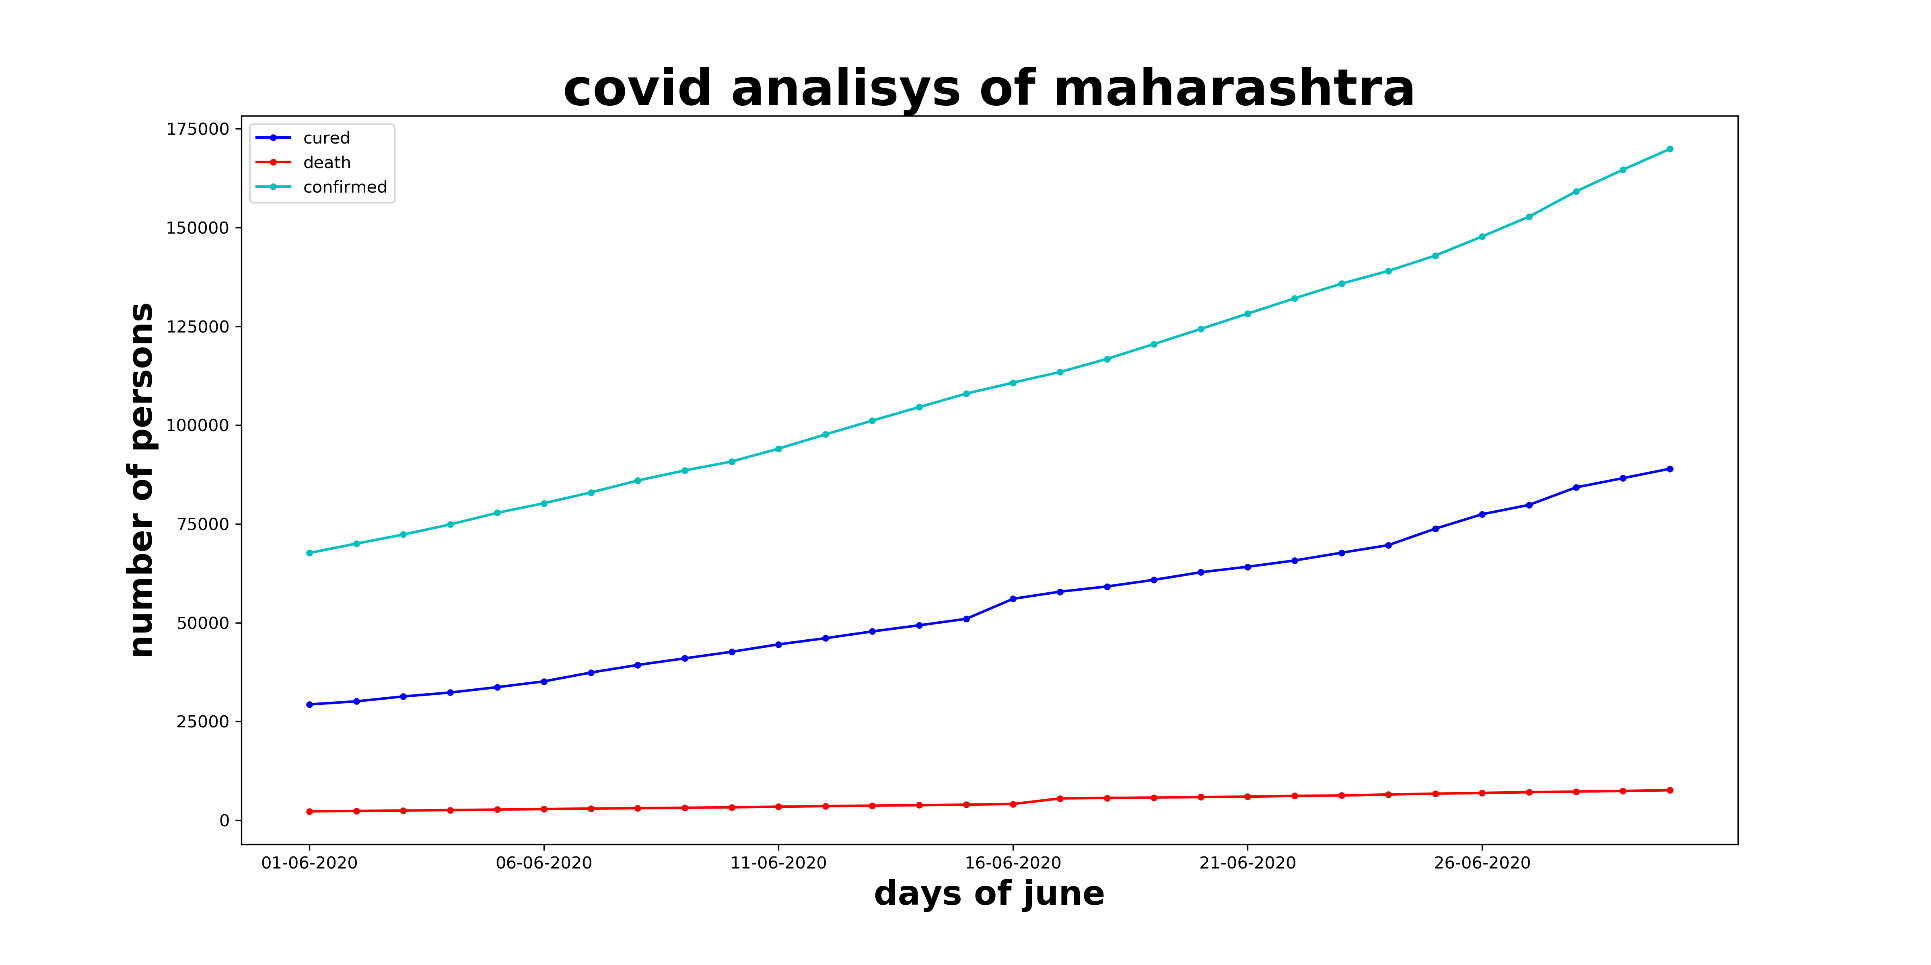 covid analisys of maharashtra
cured
death
confirmed
number of persons
175000
150000
125000
100000
75000
50000
25000
0
01-06-2020 06-06-2020 11-06-2020 16-06-2020 21-06-2020 26-06-2020
days of june